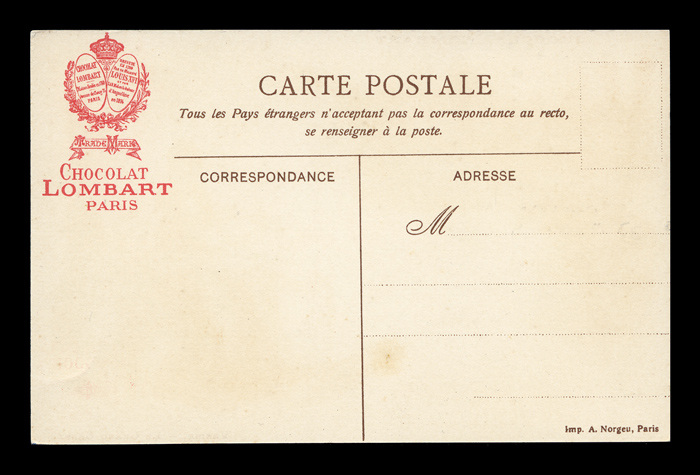 CHOCOLAT
LOMBART
PARIS
LOUIS XVI
TRADE MARK
CHOCOLAT
LOMBART
PARIS
CARTE POSTALE
Tous les Pays étrangers n'acceptant pas la correspondance au recto,
se renseigner à la poste.
CORRESPONDANCE
ADRESSE
M
Imp. A. Norgeu, Paris